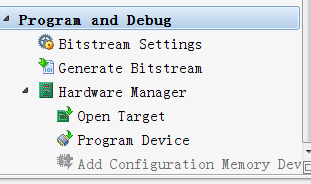 Program and Debug
Bitstream Settings
Generate Bitstream
Hardware Manager
Open Target
Program Device
Add Configuration Memory Dev